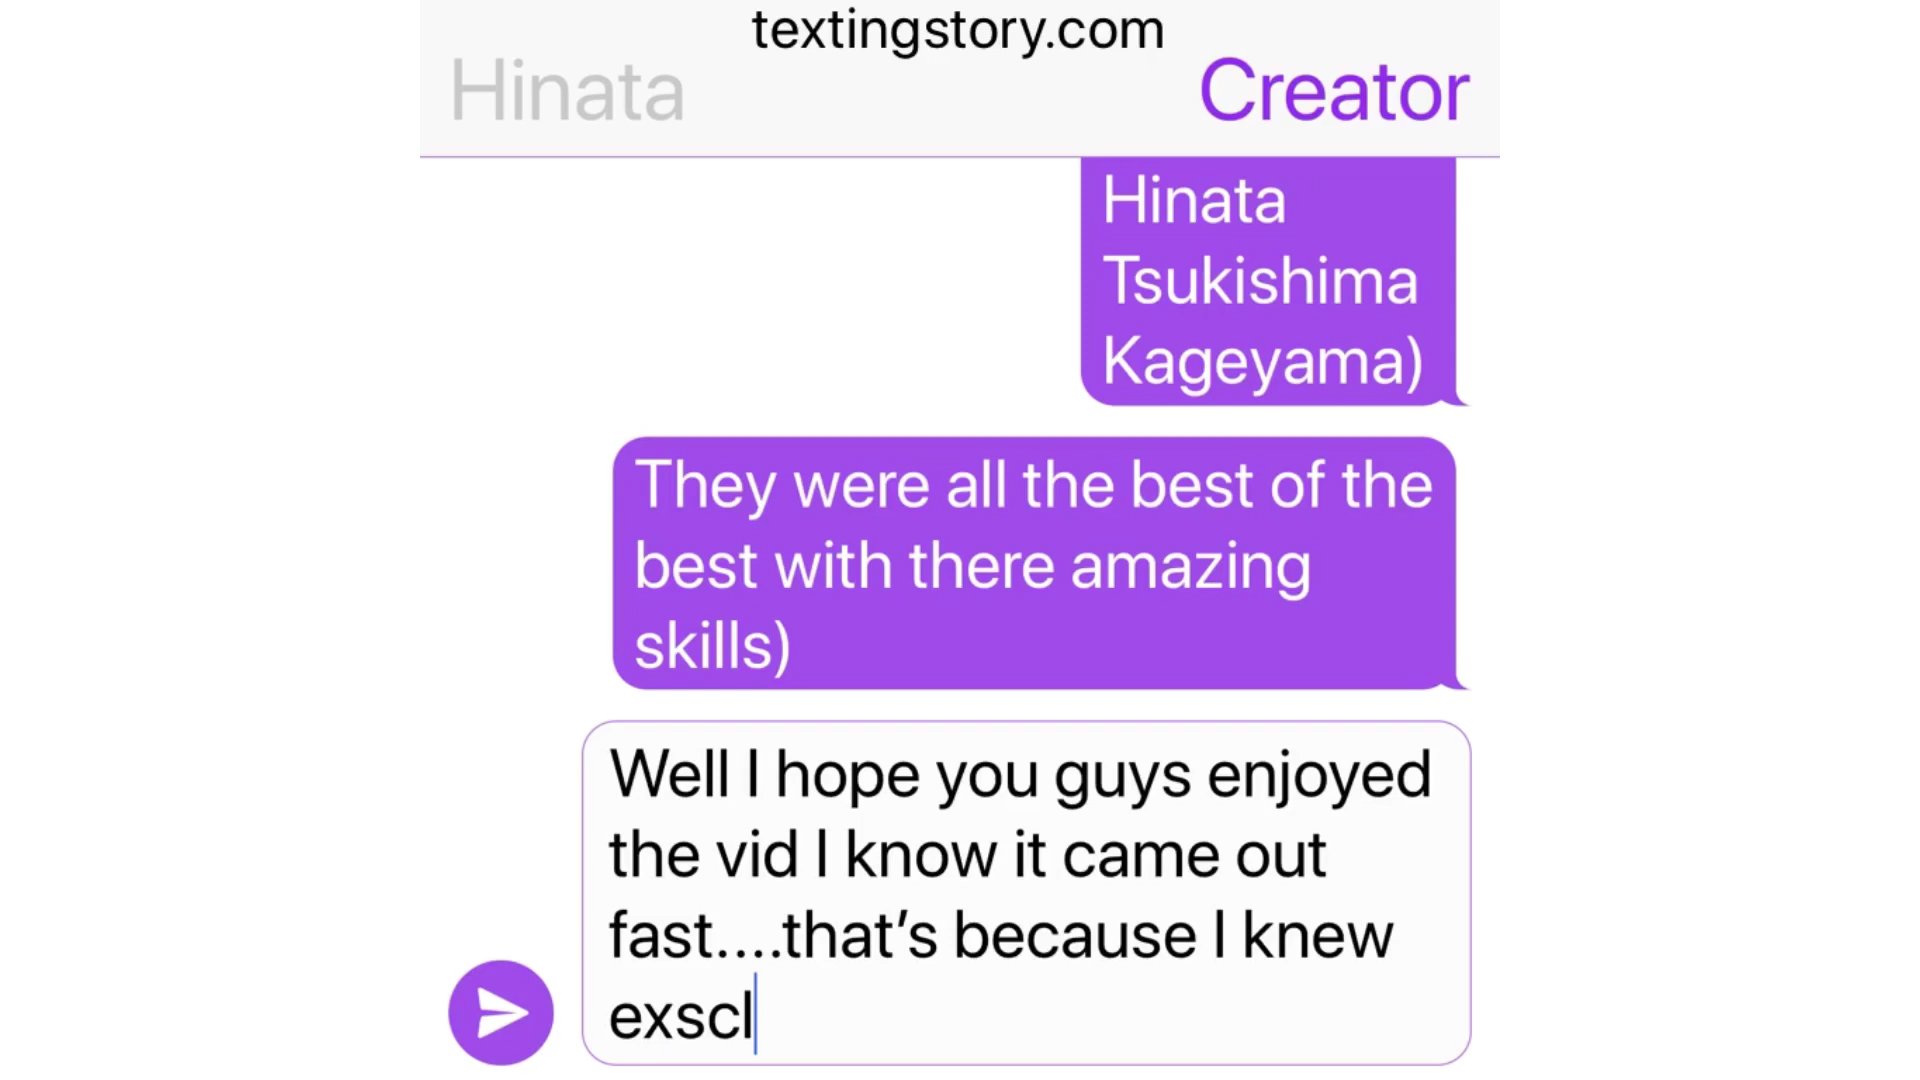 textingstory.com
Hinata
Creator
Hinata
Tsukishima
Kageyama)
They were all the best of the
best with there amazing
skills)
Well I hope you guys enjoyed
the vid I know it came out
fast....that’s because I knew
exscl